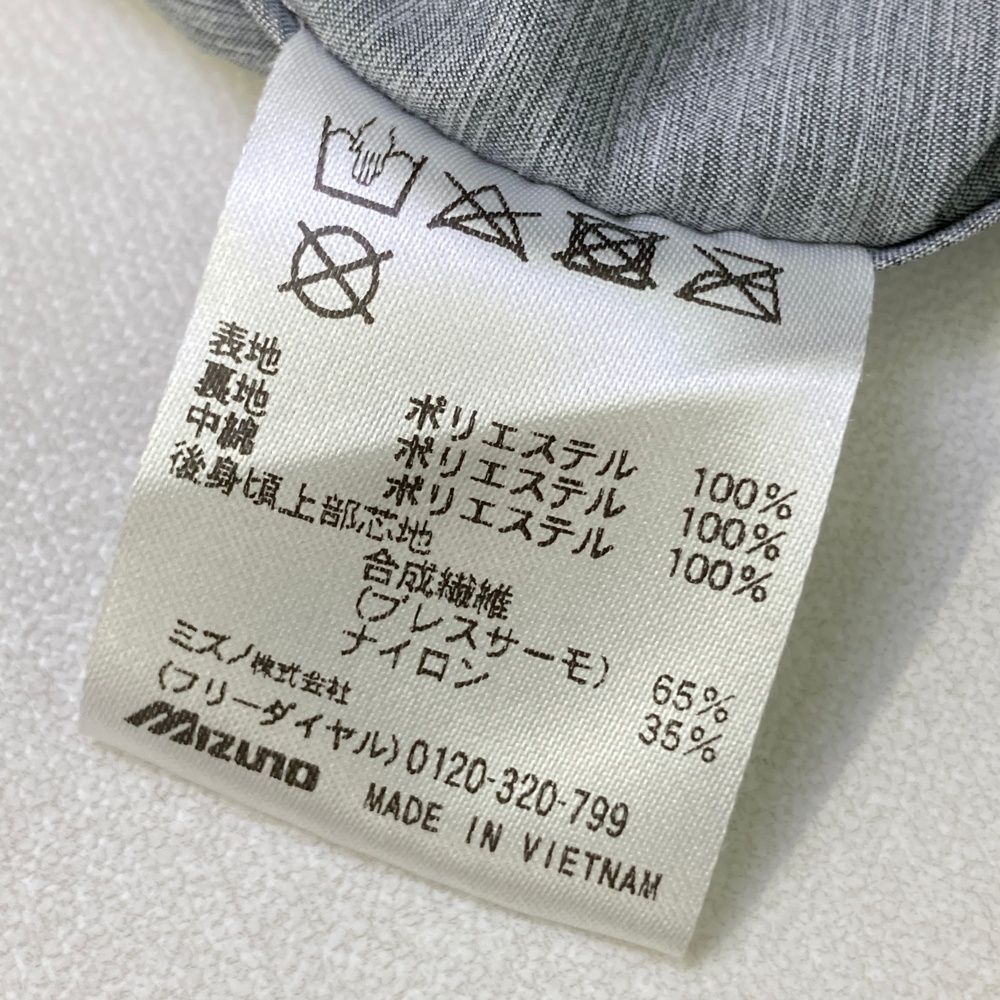 表地 ポリエステル 100%
裏地 ポリエステル 100%
中綿 ポリエステル 100%
後身頃上部芯地
合成繊維
(ブレスサーモ) 65%
ナイロン 35%
ミズノ株式会社
(フリーダイヤル)0120-320-799
MIZUNO MADE IN VIETNAM